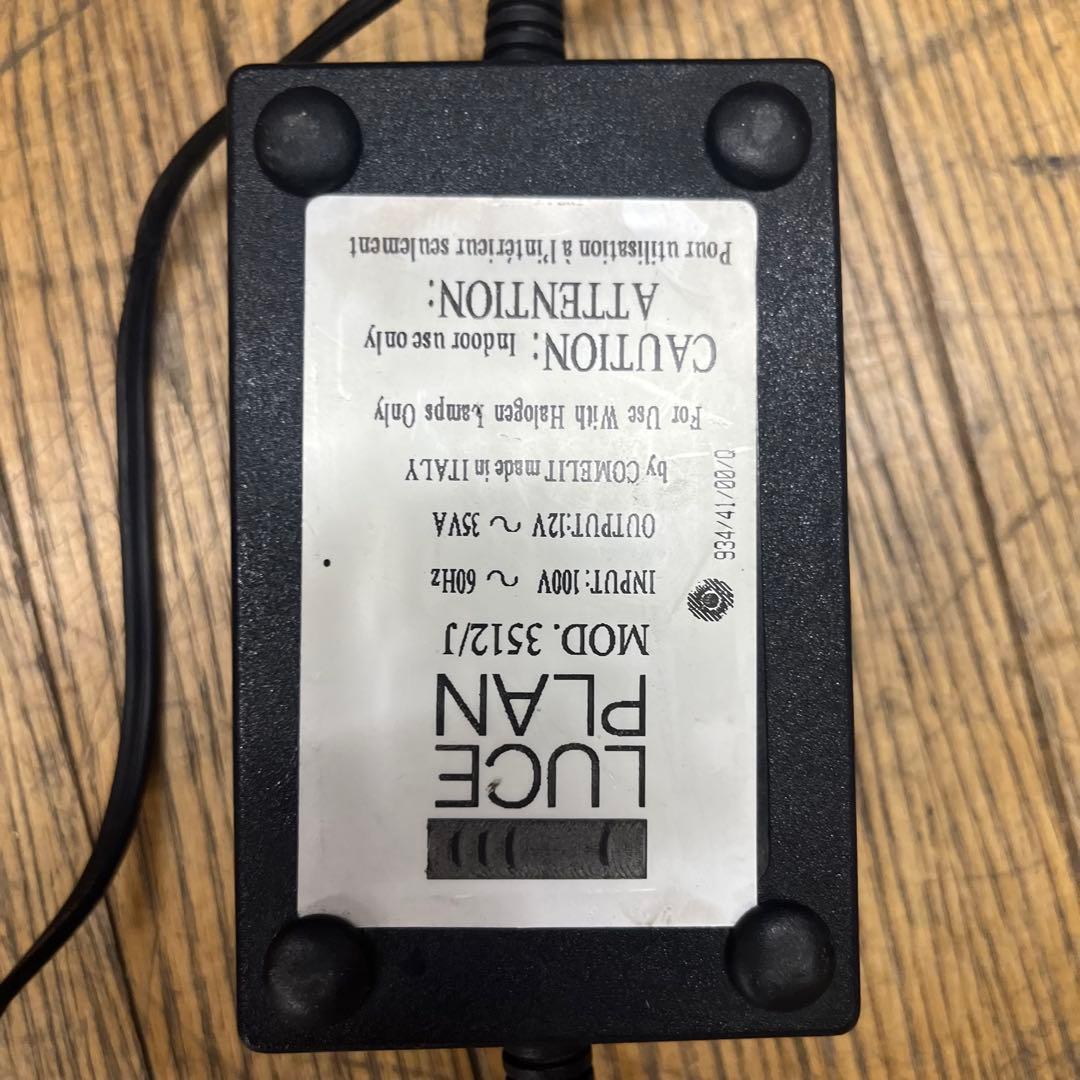 LUCE
PLAN
MOD. 3512/J
INPUT:100V ~ 60Hz
OUTPUT:12V ~ 35VA
by COMELIT made in ITALY
For Use With Halogen Lamps Only
CAUTION: Indoor use only
ATTENTION:
Pour utilisation à l'intérieur seulement
934/41/00/Q